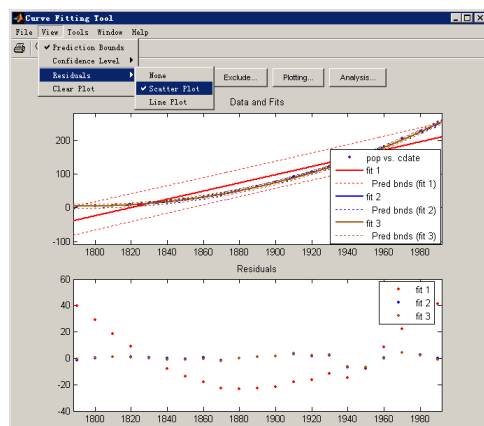 Curve Fitting Tool
File View Tools Window Help
Prediction Bounds
Confidence Level
Residuals
Clear Plot
None
Scatter Plot
Line Plot
Exclude... Plotting... Analysis...
Data and Fits
200
100
0
-100
1800 1820 1840 1860 1880 1900 1920 1940 1960 1980
pop vs. cdate
fit 1
Pred bnds (fit 1)
fit 2
Pred bnds (fit 2)
fit 3
Pred bnds (fit 3)
Residuals
60
40
20
0
-20
-40
1800 1820 1840 1860 1880 1900 1920 1940 1960 1980
fit 1
fit 2
fit 3